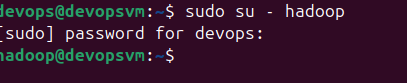 devops@devopsvm:~$ sudo su - hadoop
[sudo] password for devops:
hadoop@devopsvm:~$